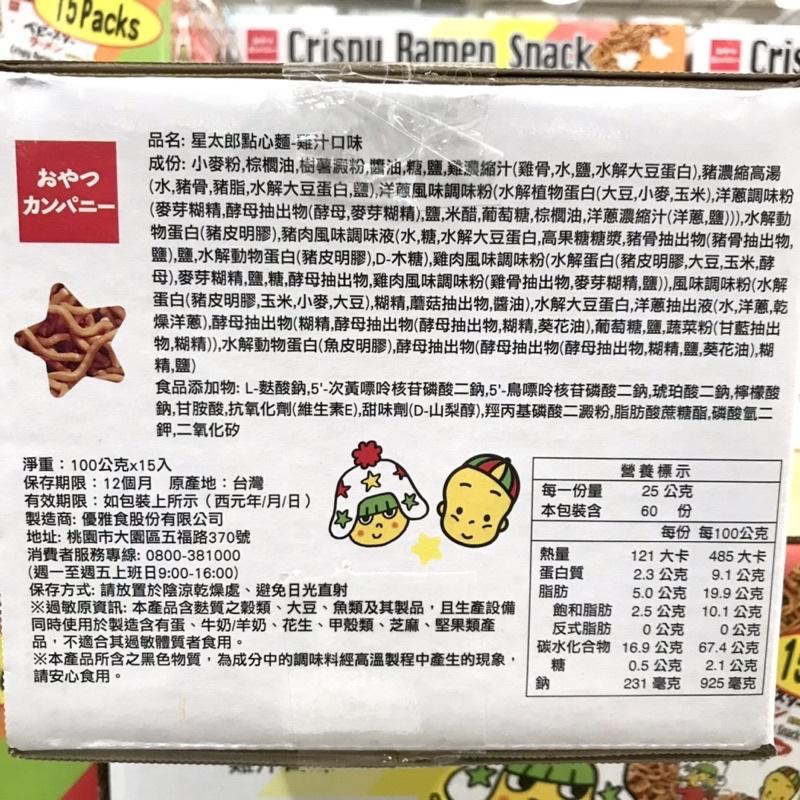 15 Packs
ベビースター
ラーメン
Crispy Ramen Snack
Cris
おやつ
カンパニー
品名: 星太郎點心麵-雞汁口味
成份: 小麥粉,棕櫚油,樹薯澱粉,醬油,糖,鹽,雞濃縮汁(雞骨,水,鹽,水解大豆蛋白),豬濃縮高湯
(水,豬骨,豬脂,水解大豆蛋白,鹽),洋蔥風味調味粉(水解植物蛋白(大豆,小麥,玉米),洋蔥調味粉
(麥芽糊精,酵母抽出物(酵母,麥芽糊精),鹽,米醋,葡萄糖,棕櫚油,洋蔥濃縮汁(洋蔥,鹽))),水解動
物蛋白(豬皮明膠),豬肉風味調味液(水,糖,水解大豆蛋白,高果糖糖漿,豬骨抽出物(豬骨抽出物,
鹽),鹽,水解動物蛋白(豬皮明膠),D-木糖),雞肉風味調味粉(水解蛋白(豬皮明膠,大豆,玉米,酵
母),麥芽糊精,鹽,糖,酵母抽出物,雞肉風味調味粉(雞骨抽出物,麥芽糊精,鹽)),風味調味粉(水解
蛋白(豬皮明膠,玉米,小麥,大豆),糊精,蘑菇抽出物,醬油),水解大豆蛋白,洋蔥抽出液(水,洋蔥,乾
燥洋蔥),酵母抽出物(糊精,酵母抽出物(酵母抽出物,糊精,葵花油),葡萄糖,鹽,蔬菜粉(甘藍抽出
物,糊精)),水解動物蛋白(魚皮明膠),酵母抽出物(酵母抽出物(酵母抽出物,糊精,鹽,葵花油),糊
精,鹽)
食品添加物: L-麩酸鈉,5'-次黃嘌呤核苷磷酸二鈉,5'-鳥嘌呤核苷磷酸二鈉,琥珀酸二鈉,檸檬酸
鈉,甘胺酸,抗氧化劑(維生素E),甜味劑(D-山梨醇),羥丙基磷酸二澱粉,脂肪酸蔗糖酯,磷酸氫二
鉀,二氧化矽
淨重：100公克x15入
保存期限：12個月 原產地：台灣
有效期限：如包裝上所示（西元年/月/日）
製造商: 優雅食股份有限公司
地址: 桃園市大園區五福路370號
消費者服務專線: 0800-381000
(週一至週五上班日9:00-16:00)
保存方式: 請放置於陰涼乾燥處、避免日光直射
※過敏原資訊: 本產品含麩質之穀類、大豆、魚類及其製品，且生產設備
同時使用於製造含有蛋、牛奶/羊奶、花生、甲殼類、芝麻、堅果類產
品，不適合其過敏體質者食用。
※本產品所含之黑色物質，為成分中的調味料經高溫製程中產生的現象，
請安心食用。
營養標示
每一份量 25 公克
本包裝含 60 份
每份 每100公克
熱量 121 大卡 485 大卡
蛋白質 2.3 公克 9.1 公克
脂肪 5.0 公克 19.9 公克
飽和脂肪 2.5 公克 10.1 公克
反式脂肪 0 公克 0 公克
碳水化合物 16.9 公克 67.4 公克
糖 0.5 公克 2.1 公克
鈉 231 毫克 925 毫克